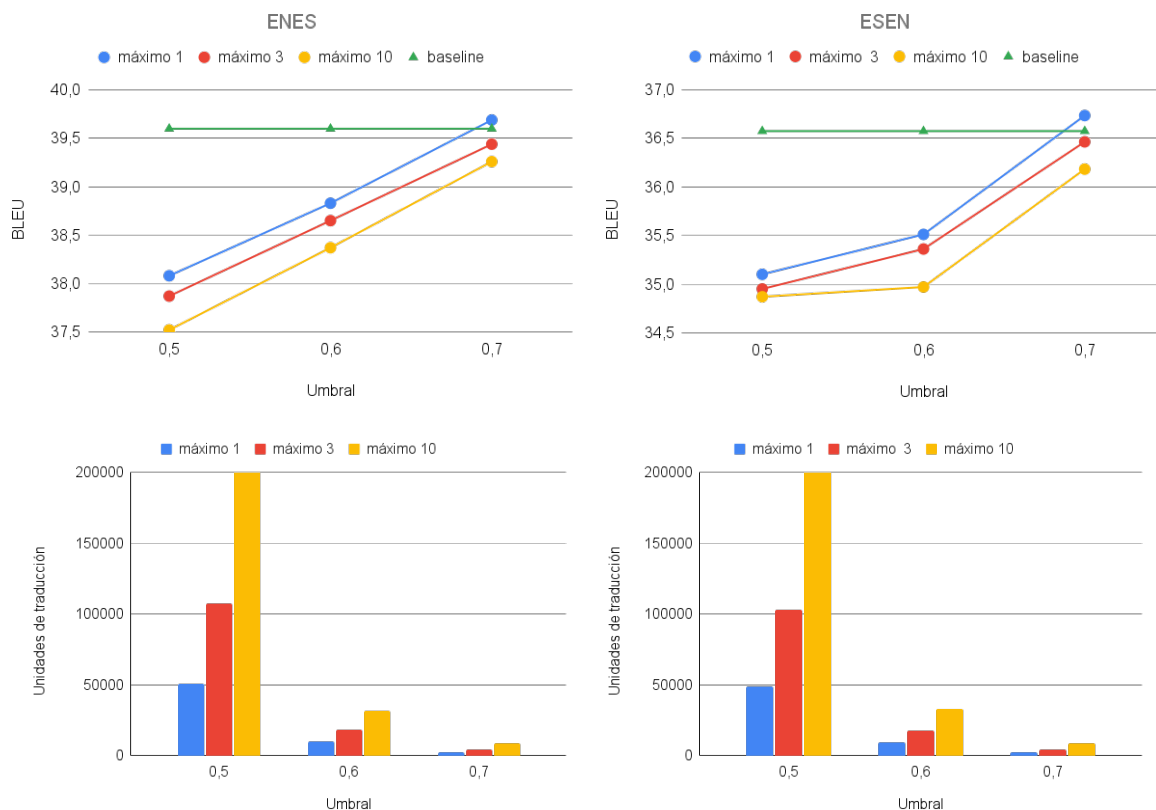 ENES
máximo 1 máximo 3 máximo 10 baseline
40,0
39,5
39,0
38,5
38,0
37,5
BLEU
0,5 0,6 0,7
Umbral
ESEN
máximo 1 máximo 3 máximo 10 baseline
37,0
36,5
36,0
35,5
35,0
34,5
BLEU
0,5 0,6 0,7
Umbral
máximo 1 máximo 3 máximo 10
200000
150000
100000
50000
0
Unidades de traducción
0,5 0,6 0,7
Umbral
máximo 1 máximo 3 máximo 10
200000
150000
100000
50000
0
Unidades de traducción
0,5 0,6 0,7
Umbral